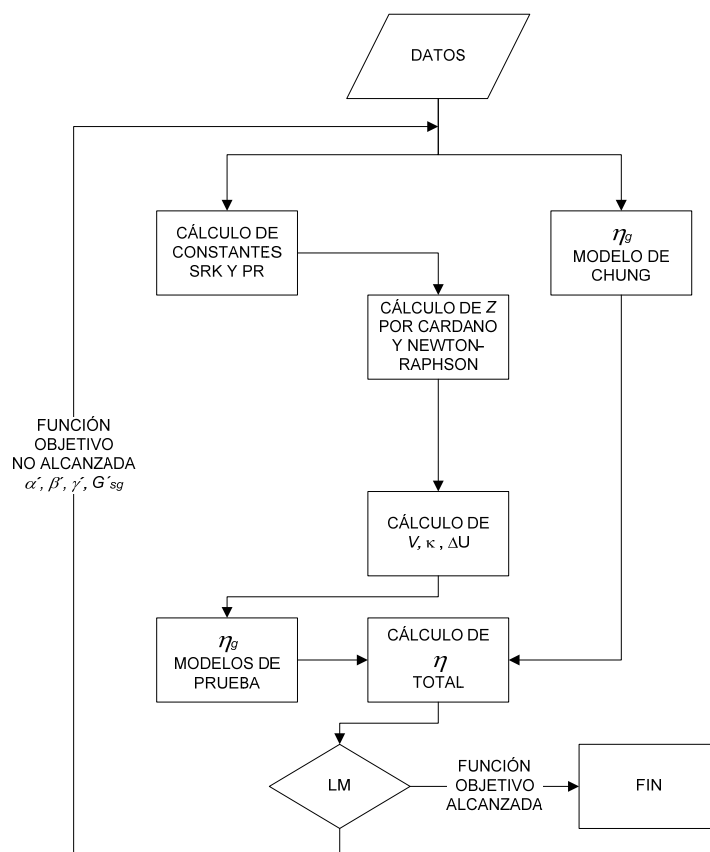 DATOS
CÁLCULO DE
CONSTANTES
SRK Y PR
ηg
MODELO DE
CHUNG
CÁLCULO DE Z
POR CARDANO
Y NEWTON–
RAPHSON
FUNCIÓN
OBJETIVO
NO ALCANZADA
α´, β´, γ´, G´sg
CÁLCULO DE
V, κ , ΔU
ηg
MODELOS DE
PRUEBA
CÁLCULO DE
η
TOTAL
LM
FUNCIÓN
OBJETIVO
ALCANZADA
FIN